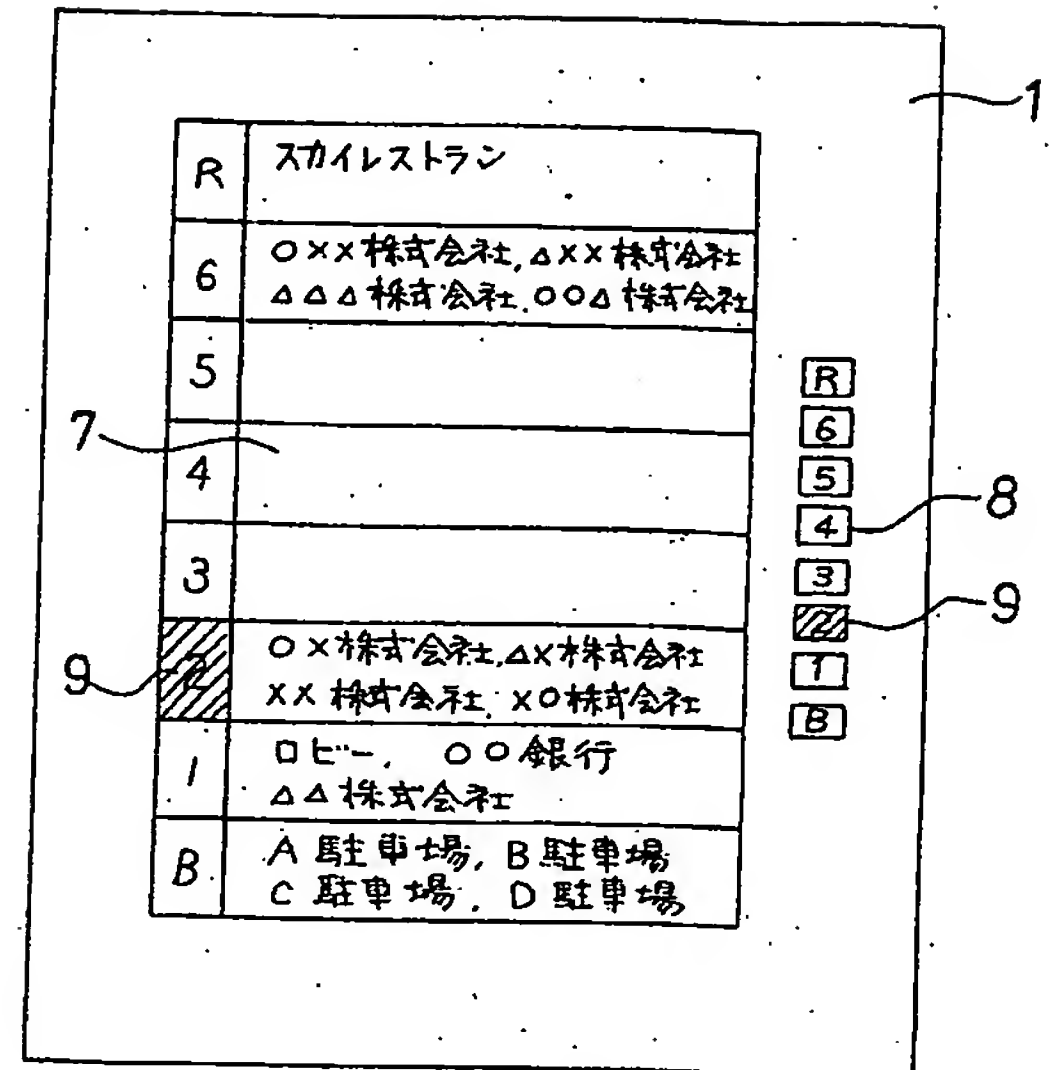 1
R スカイレストラン
6 ○××株式会社,△××株式会社
△△△株式会社,○○△株式会社
5
7
4
3
9 2 ○×株式会社,△×株式会社
××株式会社,×○株式会社
1 ロビー, ○○銀行
△△株式会社
B A駐車場, B駐車場
C駐車場, D駐車場
R
6
5
4 8
3
2 9
1
B